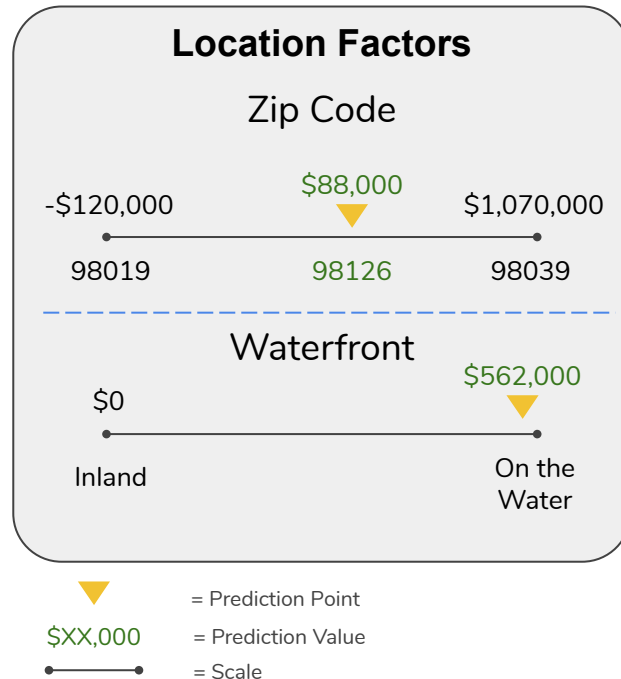 Location Factors
Zip Code
$88,000
-$120,000 $1,070,000
98019 98126 98039
Waterfront
$562,000
$0
Inland
On the
Water
= Prediction Point
$XX,000 = Prediction Value
= Scale